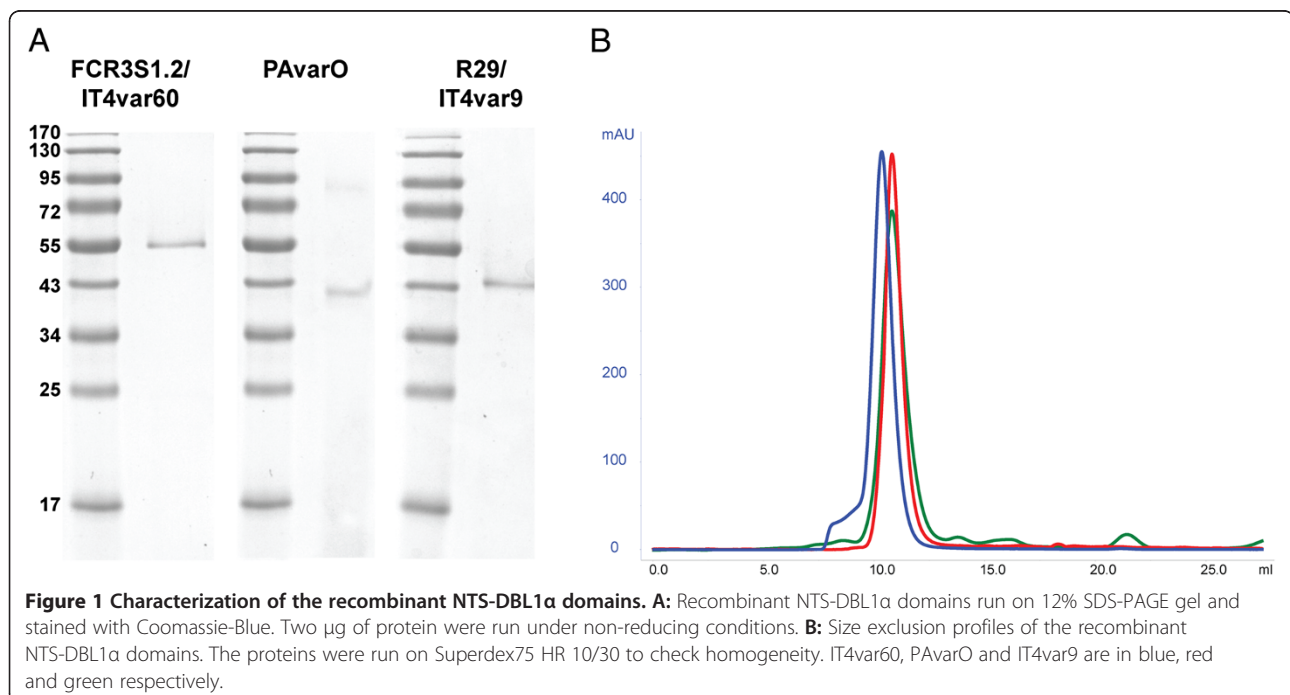 A
FCR3S1.2/
IT4var60
PAvarO
R29/
IT4var9
170
130
95
72
55
43
34
25
17
B
mAU
400
300
200
100
0
0.0 5.0 10.0 15.0 20.0 25.0 ml
Figure 1 Characterization of the recombinant NTS-DBL1α domains. A: Recombinant NTS-DBL1α domains run on 12% SDS-PAGE gel and
stained with Coomassie-Blue. Two μg of protein were run under non-reducing conditions. B: Size exclusion profiles of the recombinant
NTS-DBL1α domains. The proteins were run on Superdex75 HR 10/30 to check homogeneity. IT4var60, PAvarO and IT4var9 are in blue, red
and green respectively.